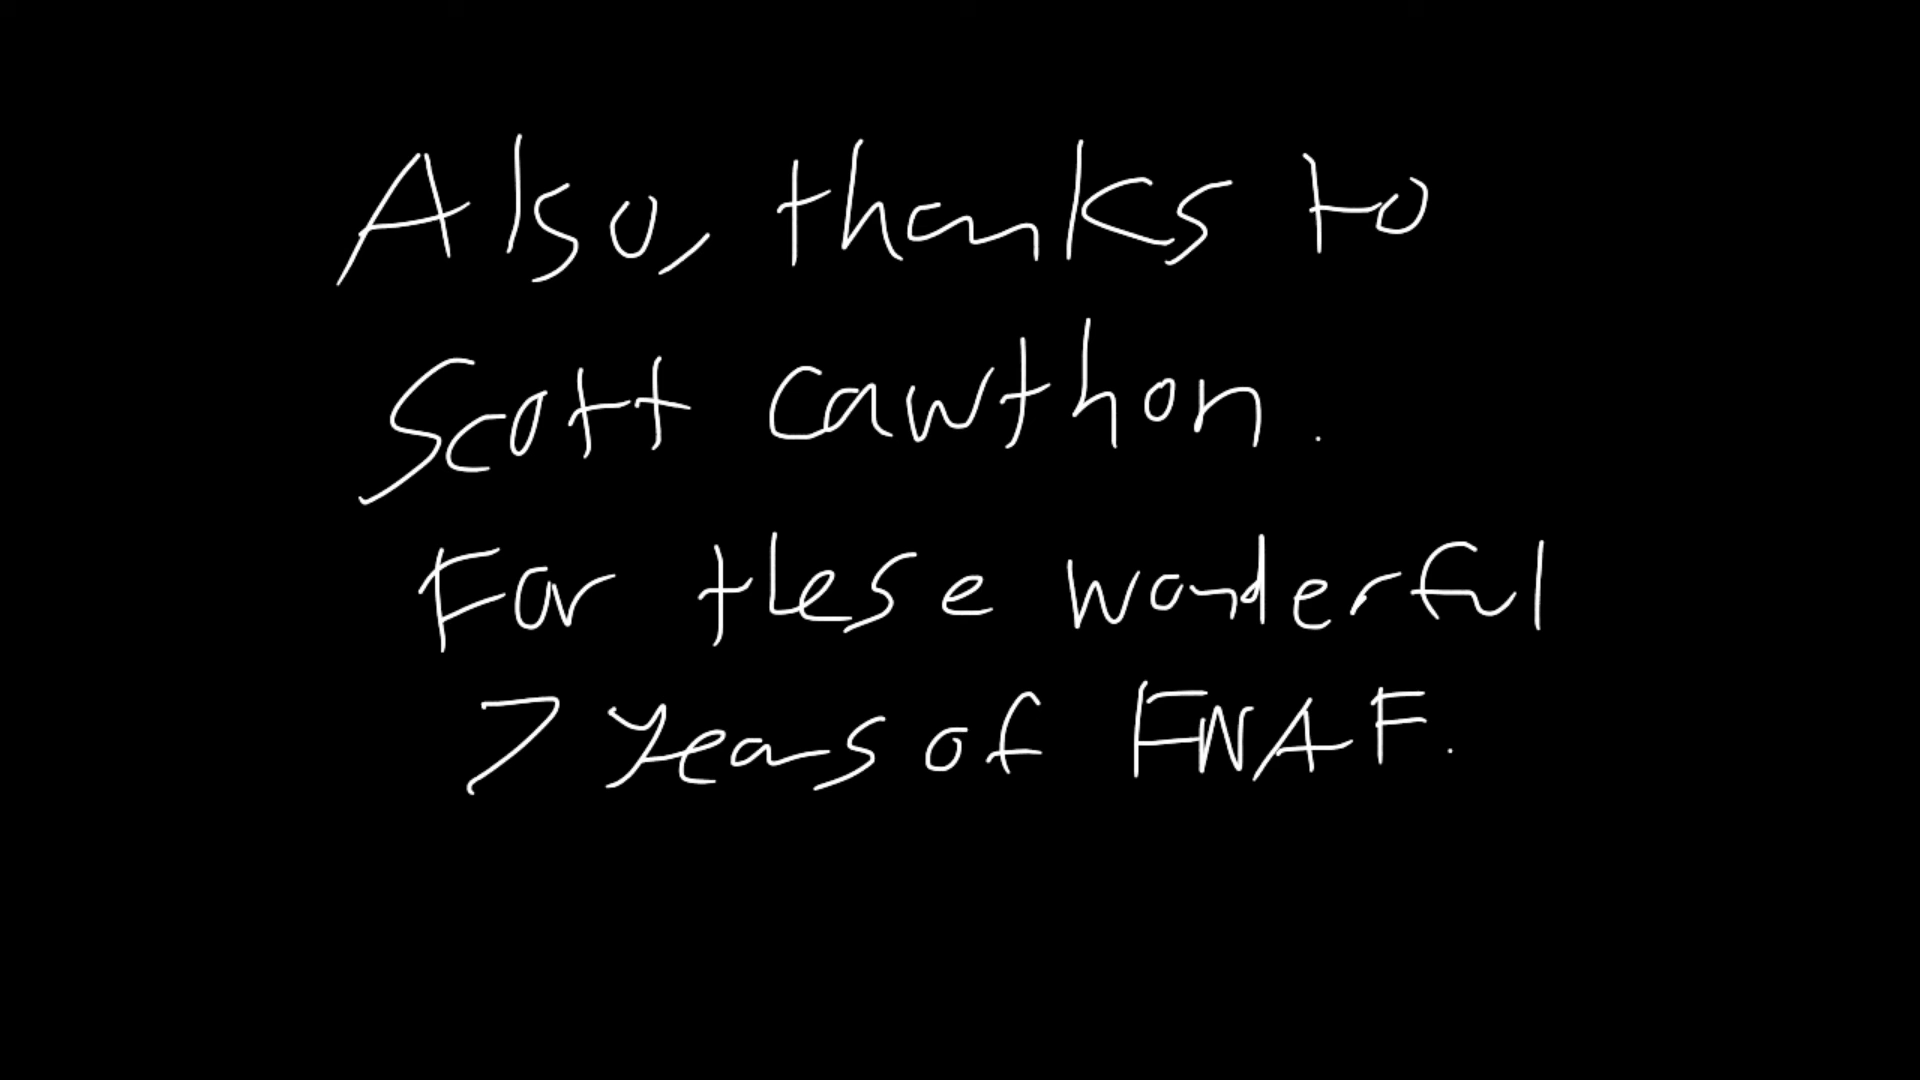 Also, thanks to
Scott cawthon.
For these wonderful
7 years of FNAF.